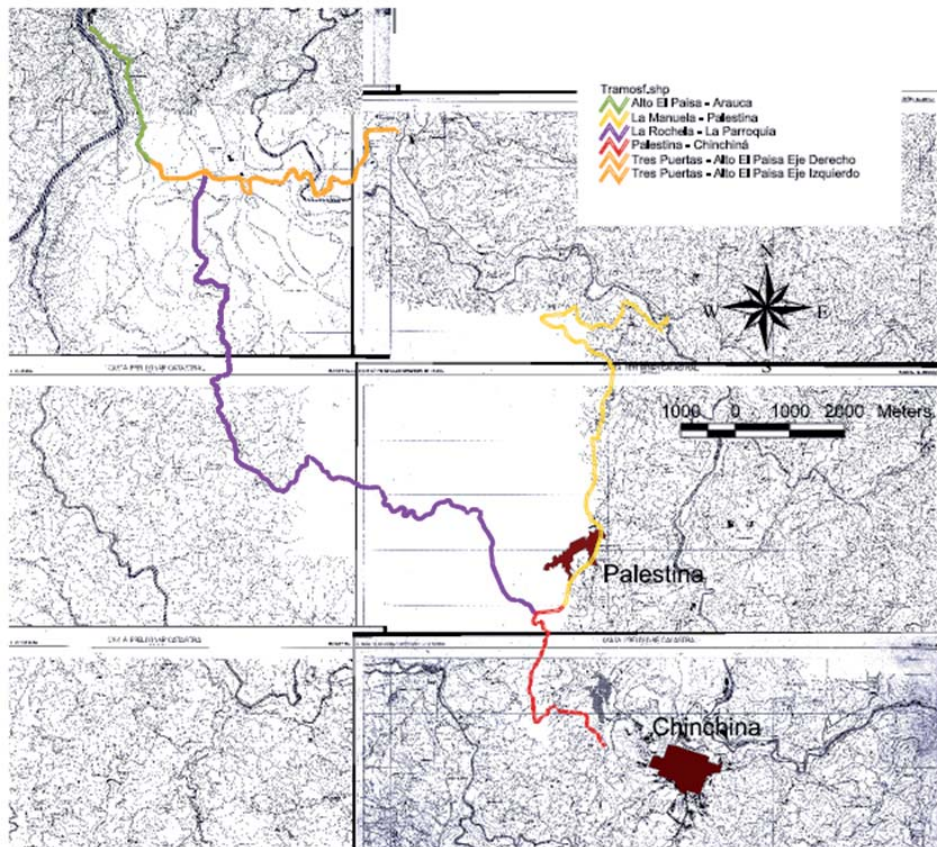 Tramosf.shp
Alto El Paisa - Arauca
La Manuela - Palestina
La Rochela - La Parroquia
Palestina - Chinchiná
Tres Puertas - Alto El Paisa Eje Derecho
Tres Puertas - Alto El Paisa Eje Izquierdo
N
W E
S
1000 0 1000 2000 Meters
Palestina
Chinchina